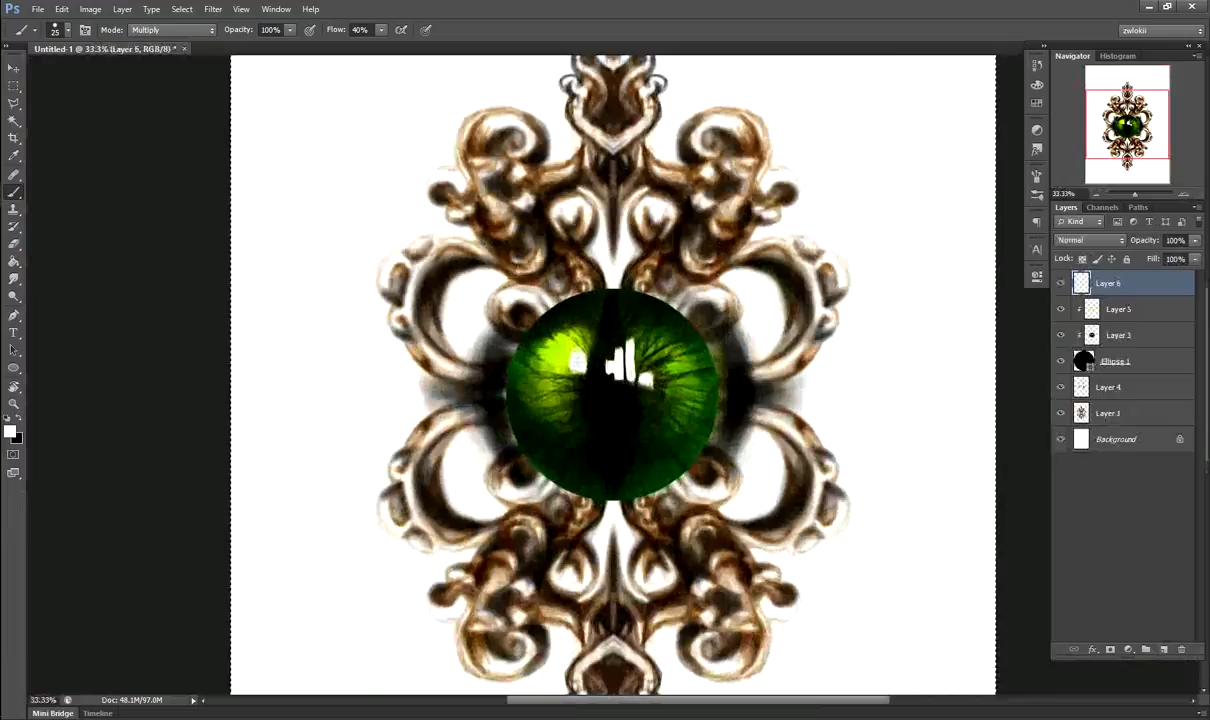 Ps File Edit Image Layer Type Select Filter View Window Help
25 Mode: Multiply Opacity: 100% Flow: 40% zwlokii
Untitled-1 @ 33.3% (Layer 6, RGB/8) * ×
Navigator Histogram
33.33%
Layers Channels Paths
Kind
Normal Opacity: 100%
Lock: Fill: 100%
Layer 6
Layer 5
Layer 3
Ellipse 1
Layer 4
Layer 1
Background
33.33% Doc: 48.1M/97.0M
Mini Bridge Timeline